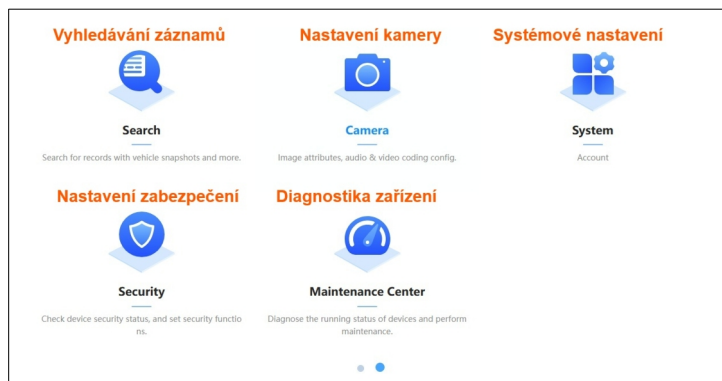 Vyhledávání záznamů
Nastavení kamery
Systémové nastavení
Search
Camera
System
Search for records with vehicle snapshots and more.
Image attributes, audio & video coding config.
Account
Nastavení zabezpečení
Diagnostika zařízení
Security
Maintenance Center
Check device security status, and set security functio
ns.
Diagnose the running status of devices and perform
maintenance.